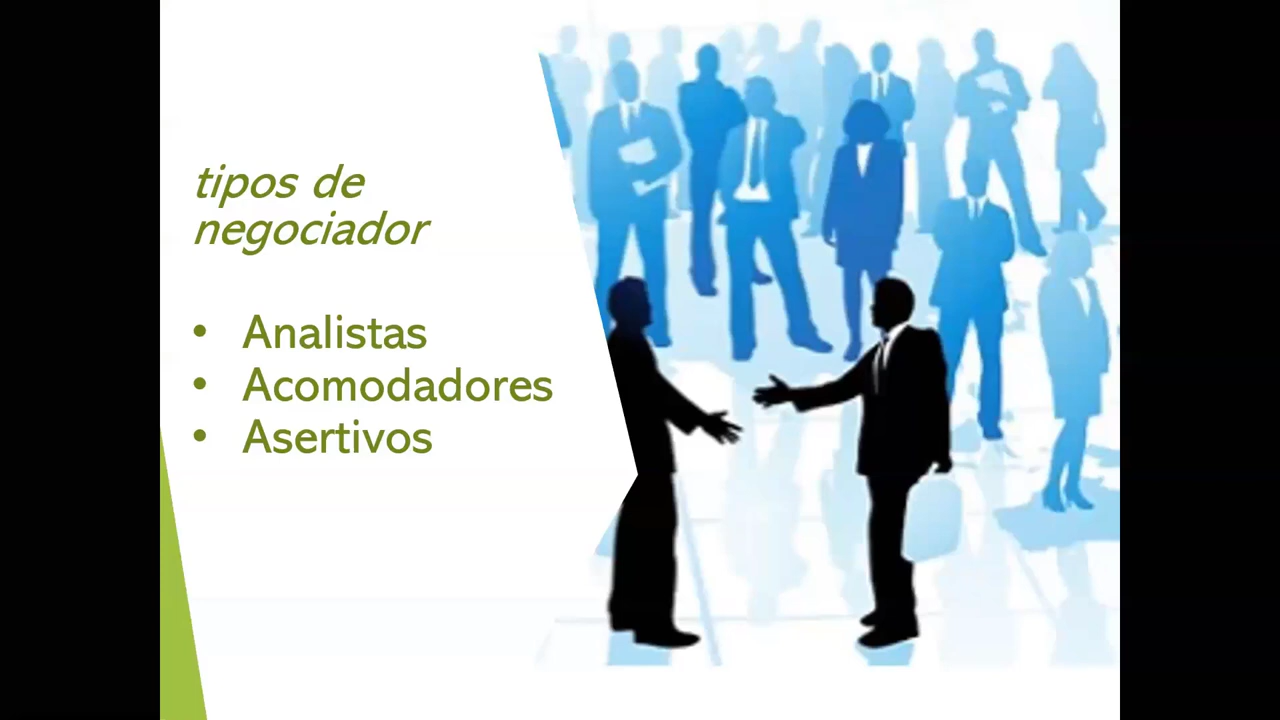 tipos de
negociador
• Analistas
• Acomodadores
• Asertivos